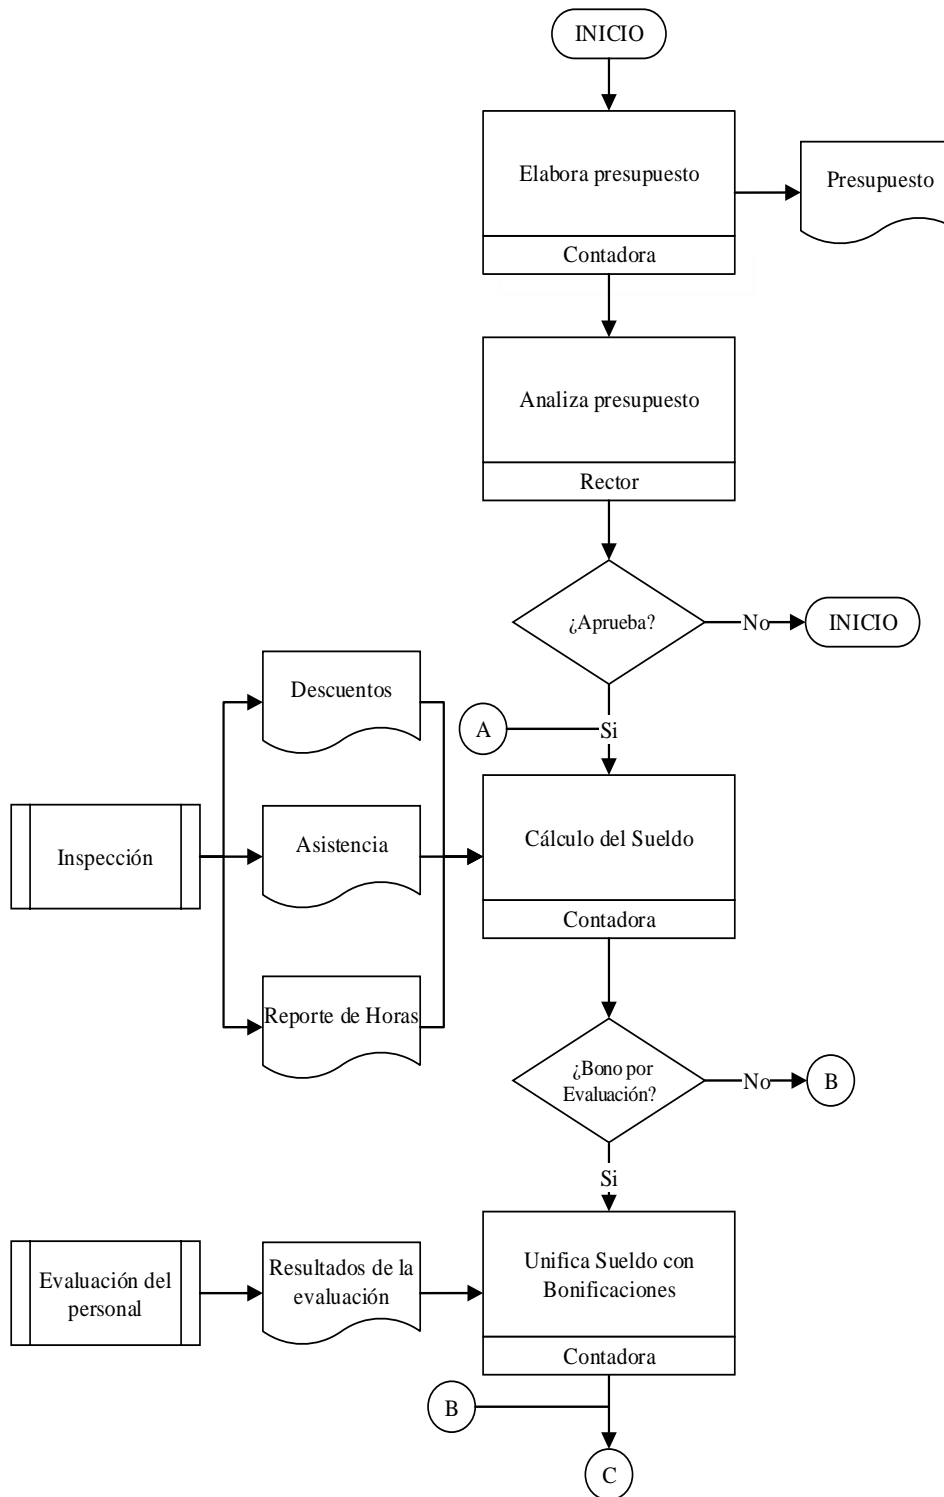 INICIO
Elabora presupuesto
Presupuesto
Contadora
Analiza presupuesto
Rector
¿Aprueba?
No
INICIO
Descuentos
A
Si
Inspección
Asistencia
Cálculo del Sueldo
Contadora
Reporte de Horas
¿Bono por
Evaluación?
No
B
Si
Evaluación del
personal
Resultados de la
evaluación
Unifica Sueldo con
Bonificaciones
Contadora
B
C